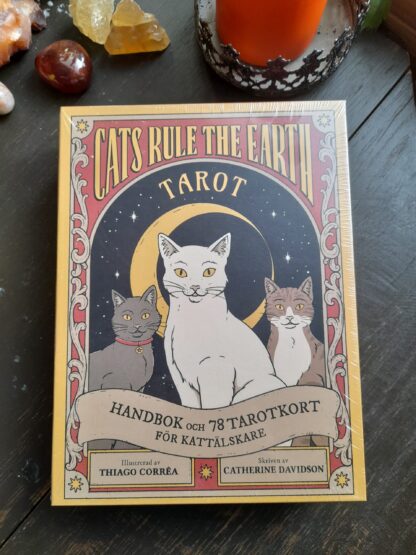 CATS RULE THE EARTH
TAROT
HANDBOK OCH 78 TAROTKORT
FÖR KATTÄLSKARE
Illustrerad av
THIAGO CORRÊA
Skriven av
CATHERINE DAVIDSON